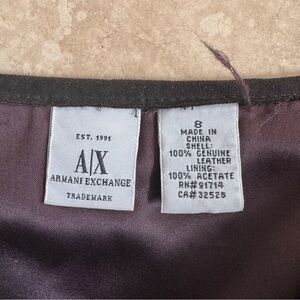 EST. 1991
A|X
ARMANI EXCHANGE
TRADEMARK
8
MADE IN
CHINA
SHELL:
100% GENUINE
LEATHER
LINING:
100% ACETATE
RN#91714
CA#32528